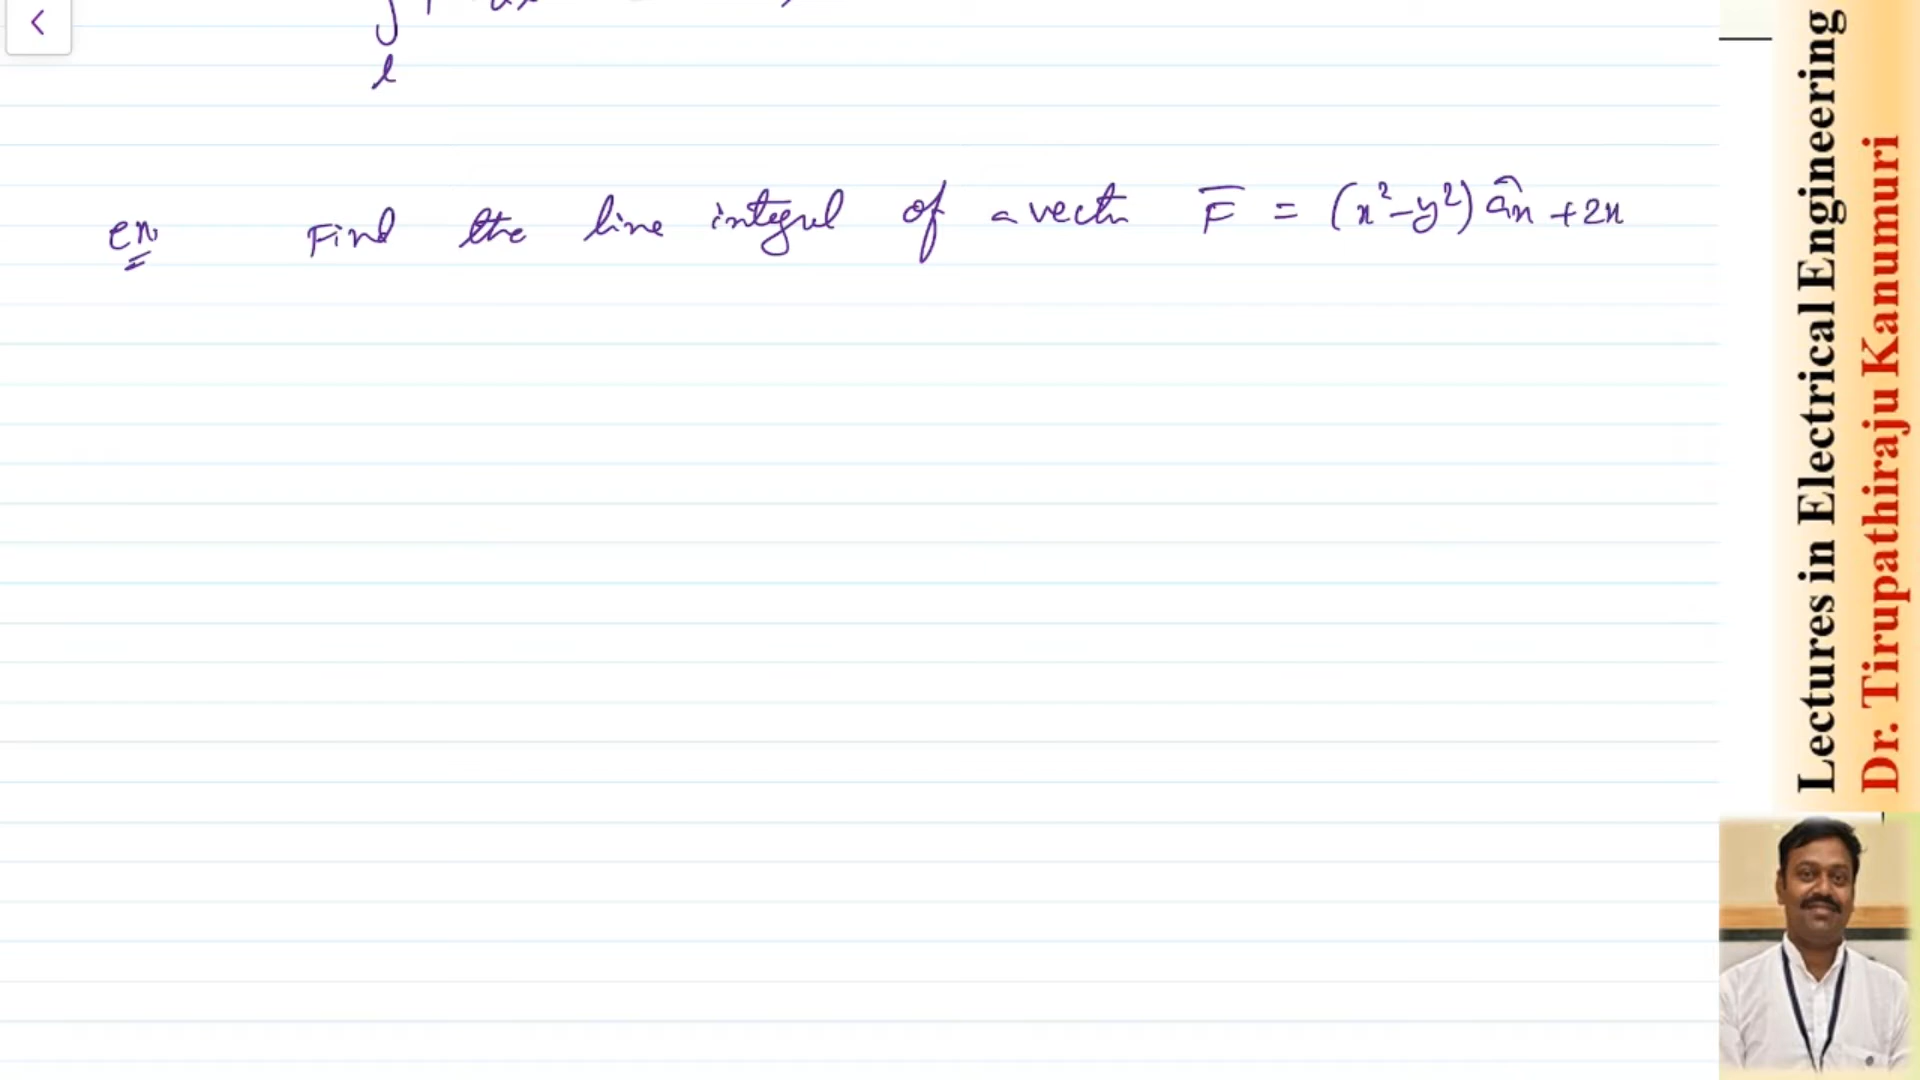 l
ex Find the line integral of a vector F̅ = (x²-y²) âx + 2x
Lectures in Electrical Engineering
Dr. Tirupathiraju Kanumuri